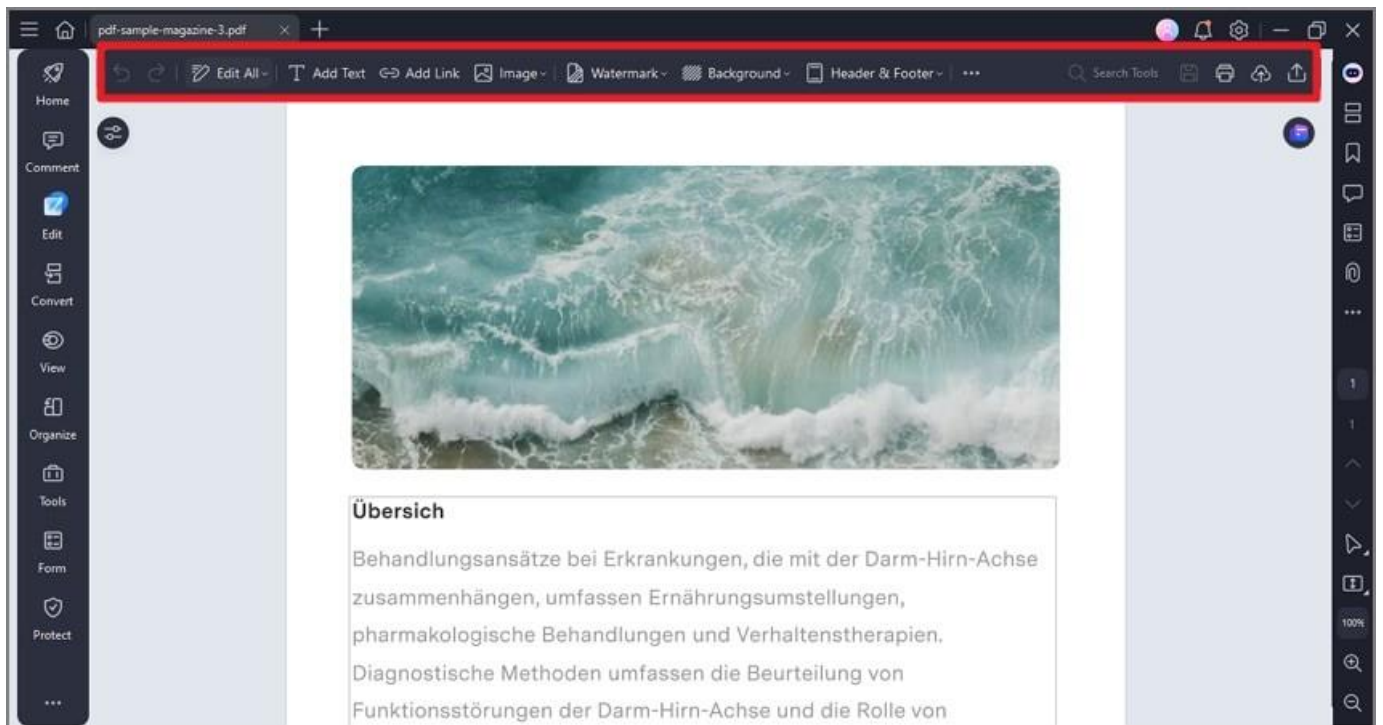 pdf-sample-magazine-3.pdf
Edit All
Add Text
Add Link
Image
Watermark
Background
Header & Footer
Search Tools
Home
Comment
Edit
Convert
View
Organize
Tools
Form
Protect
Übersich
Behandlungsansätze bei Erkrankungen, die mit der Darm-Hirn-Achse
zusammenhängen, umfassen Ernährungsumstellungen,
pharmakologische Behandlungen und Verhaltenstherapien.
Diagnostische Methoden umfassen die Beurteilung von
Funktionsstörungen der Darm-Hirn-Achse und die Rolle von
1
1
100%